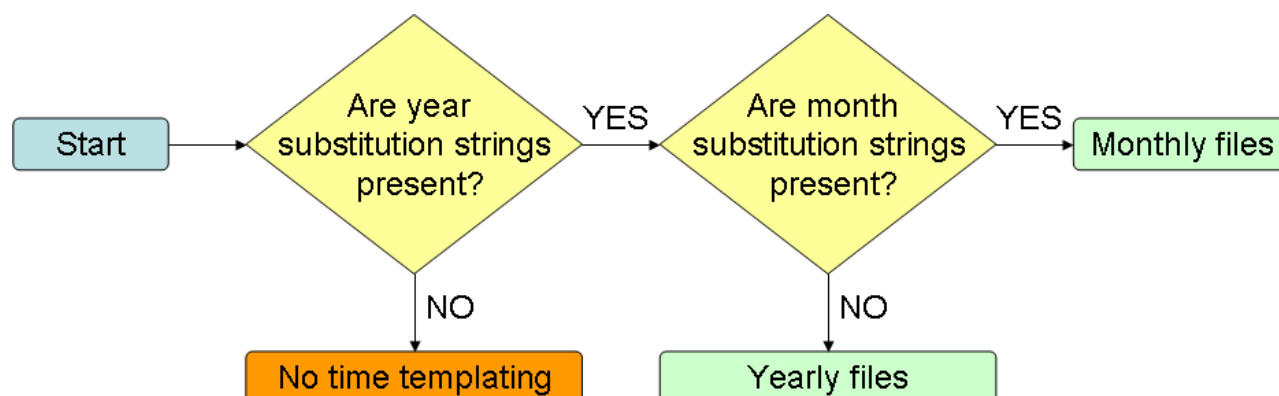 Start
Are year
substitution strings
present?
YES
Are month
substitution strings
present?
YES
Monthly files
NO
NO
No time templating
Yearly files